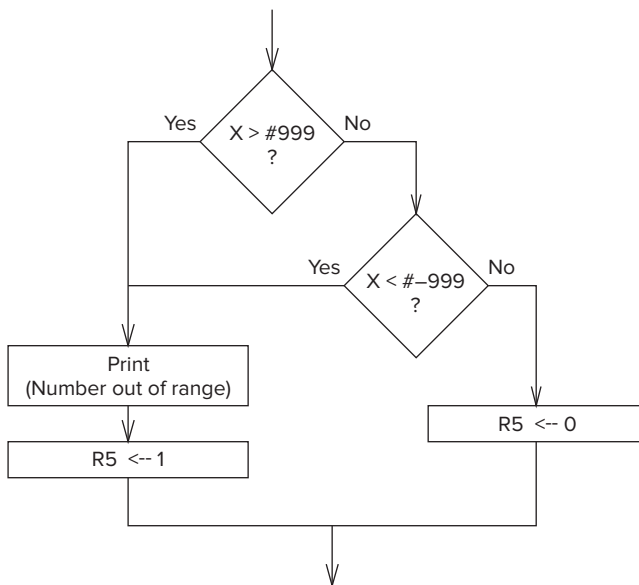 X > #999
?
Yes
No
X < #–999
?
Yes
No
Print
(Number out of range)
R5 <-- 1
R5 <-- 0